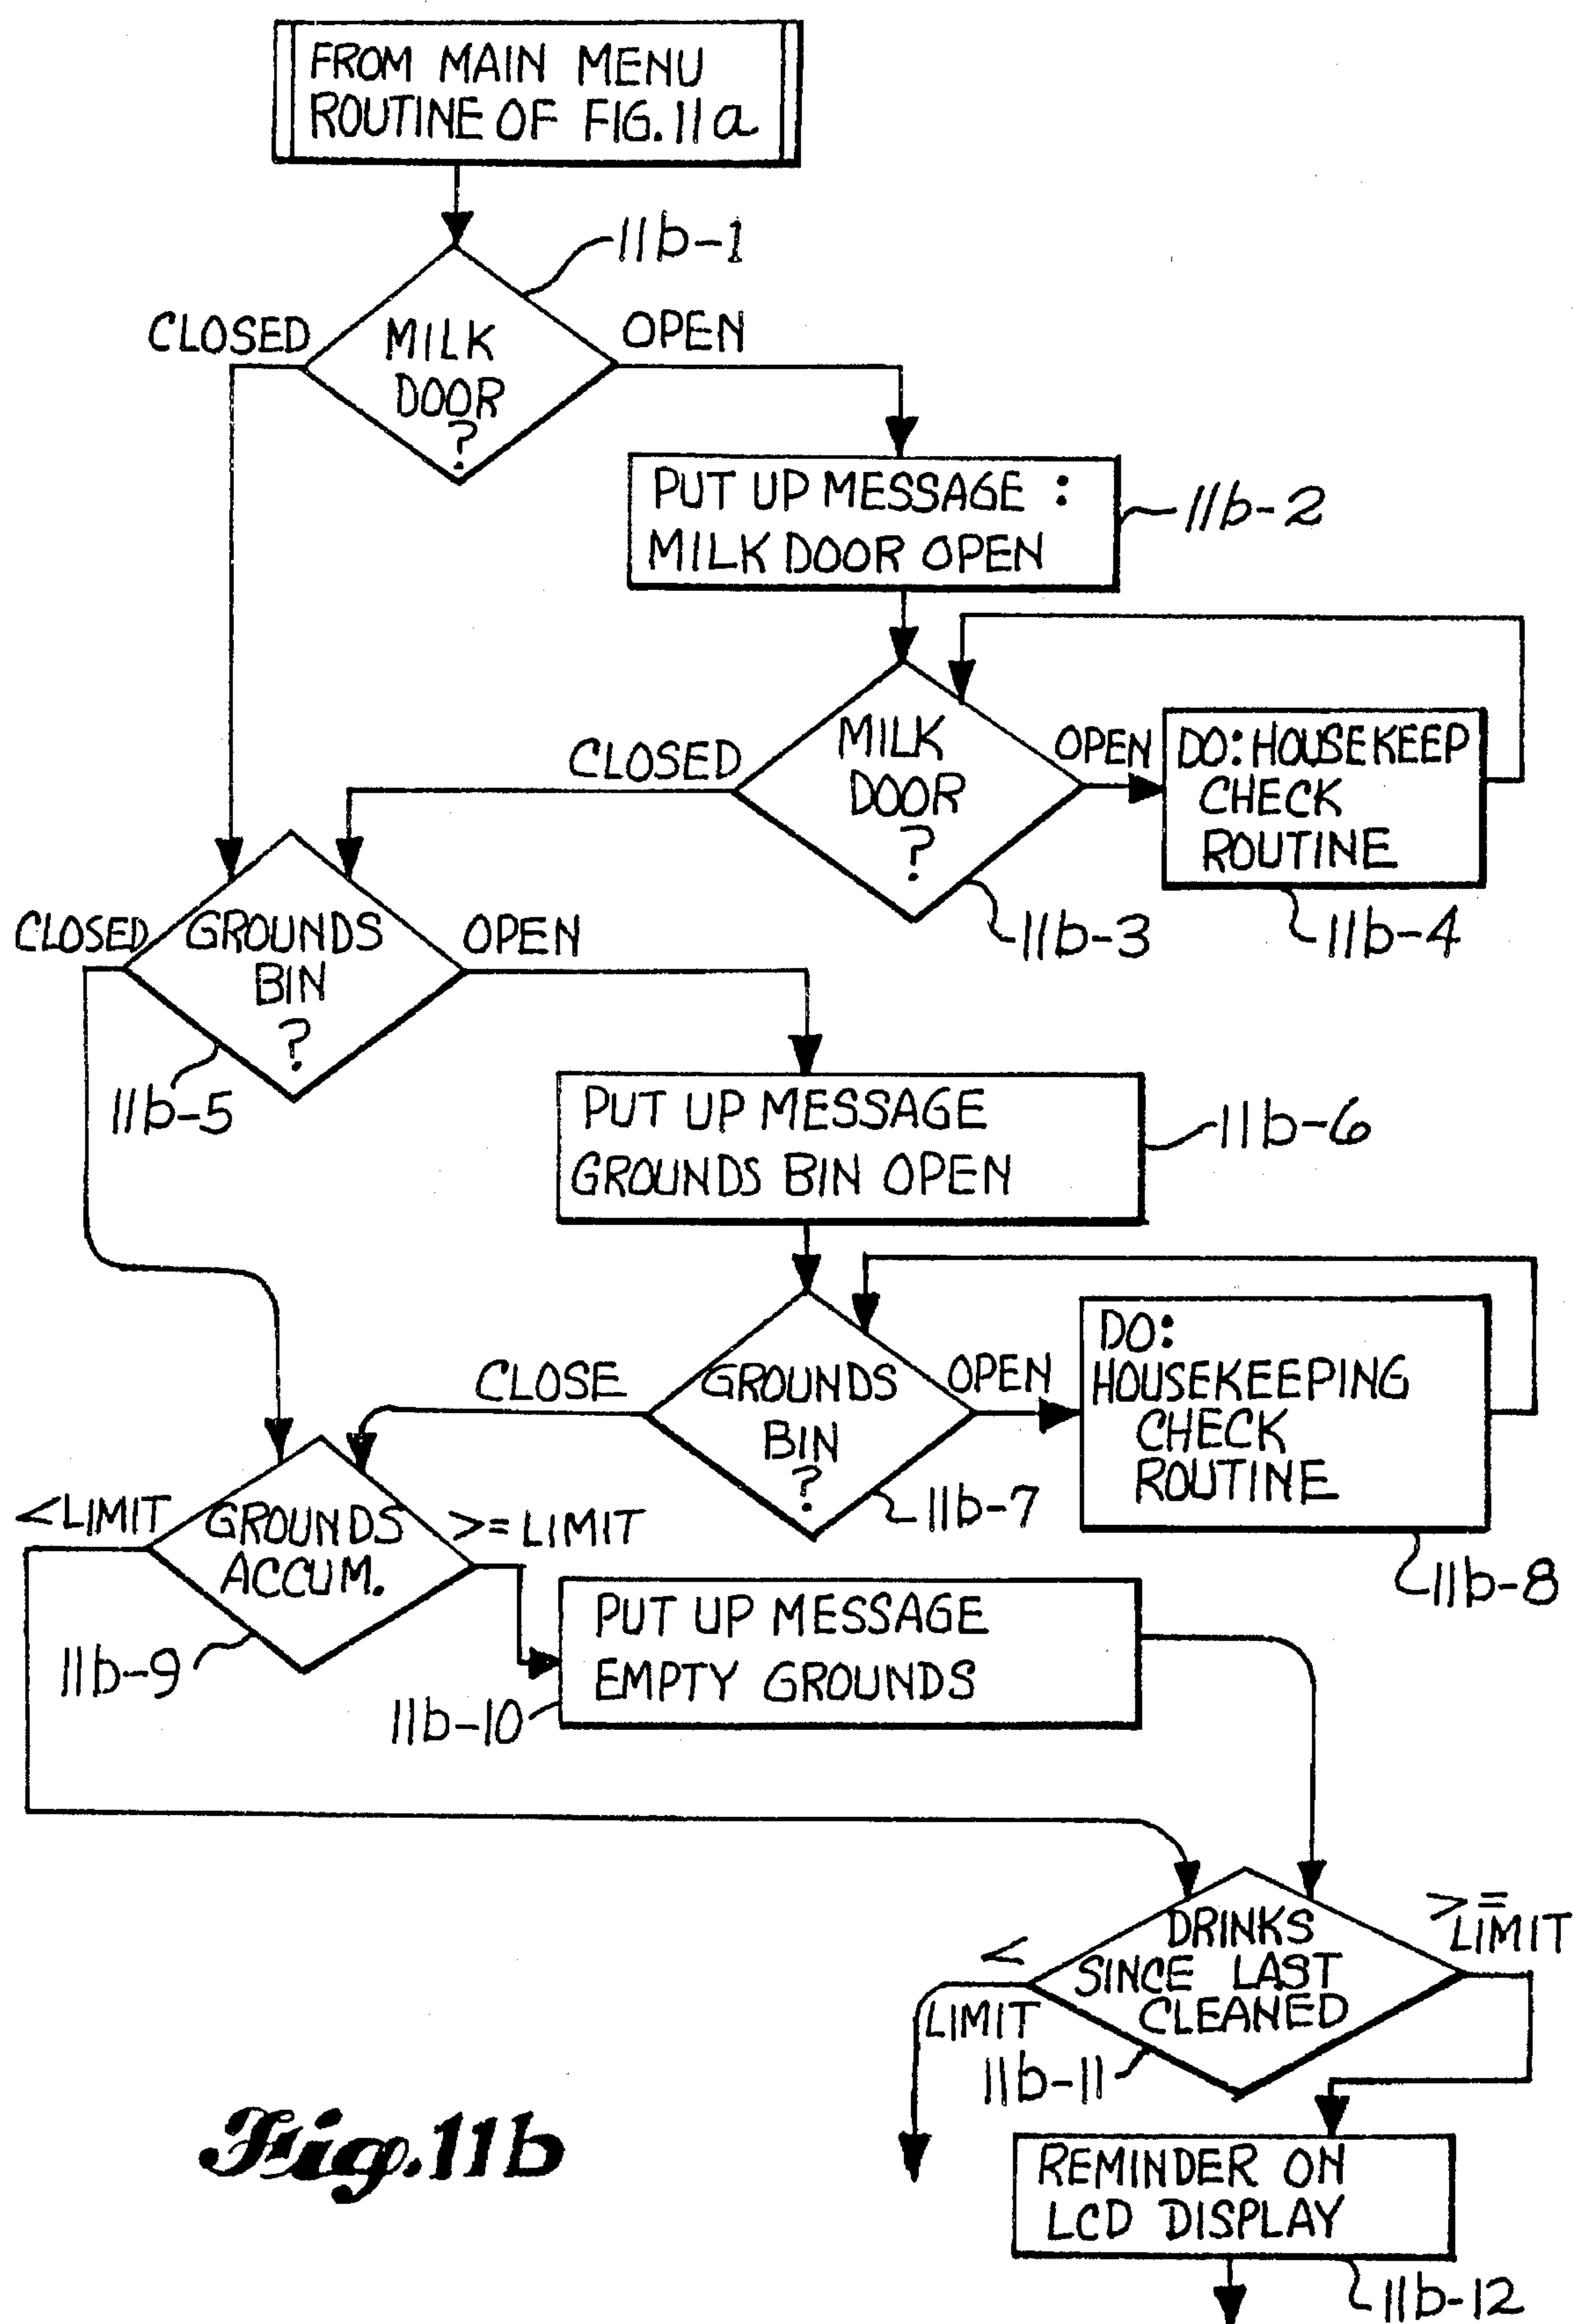 FROM MAIN MENU
ROUTINE OF FIG. 11a
11b-1
CLOSED
MILK
DOOR
?
OPEN
PUT UP MESSAGE :
MILK DOOR OPEN
11b-2
CLOSED
MILK
DOOR
?
OPEN
DO: HOUSEKEEP
CHECK
ROUTINE
11b-3
11b-4
CLOSED
GROUNDS
BIN
?
OPEN
11b-5
PUT UP MESSAGE
GROUNDS BIN OPEN
11b-6
CLOSE
GROUNDS
BIN
?
OPEN
DO:
HOUSEKEEPING
CHECK
ROUTINE
11b-7
11b-8
<LIMIT
GROUNDS
ACCUM.
>= LIMIT
11b-9
PUT UP MESSAGE
EMPTY GROUNDS
11b-10
<
LIMIT
DRINKS
SINCE LAST
CLEANED
>=
LIMIT
11b-11
REMINDER ON
LCD DISPLAY
11b-12
Fig. 11b